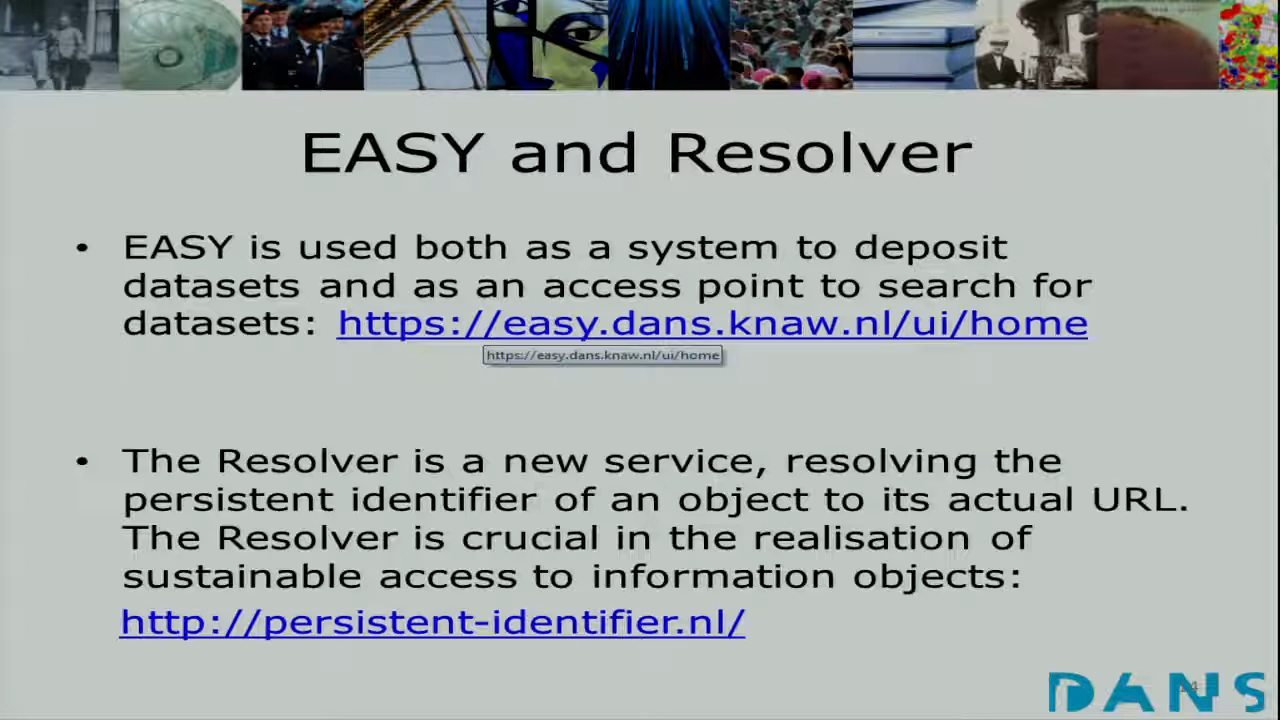 EASY and Resolver
• EASY is used both as a system to deposit
datasets and as an access point to search for
datasets: https://easy.dans.knaw.nl/ui/home
https://easy.dans.knaw.nl/ui/home
• The Resolver is a new service, resolving the
persistent identifier of an object to its actual URL.
The Resolver is crucial in the realisation of
sustainable access to information objects:
http://persistent-identifier.nl/
DANS